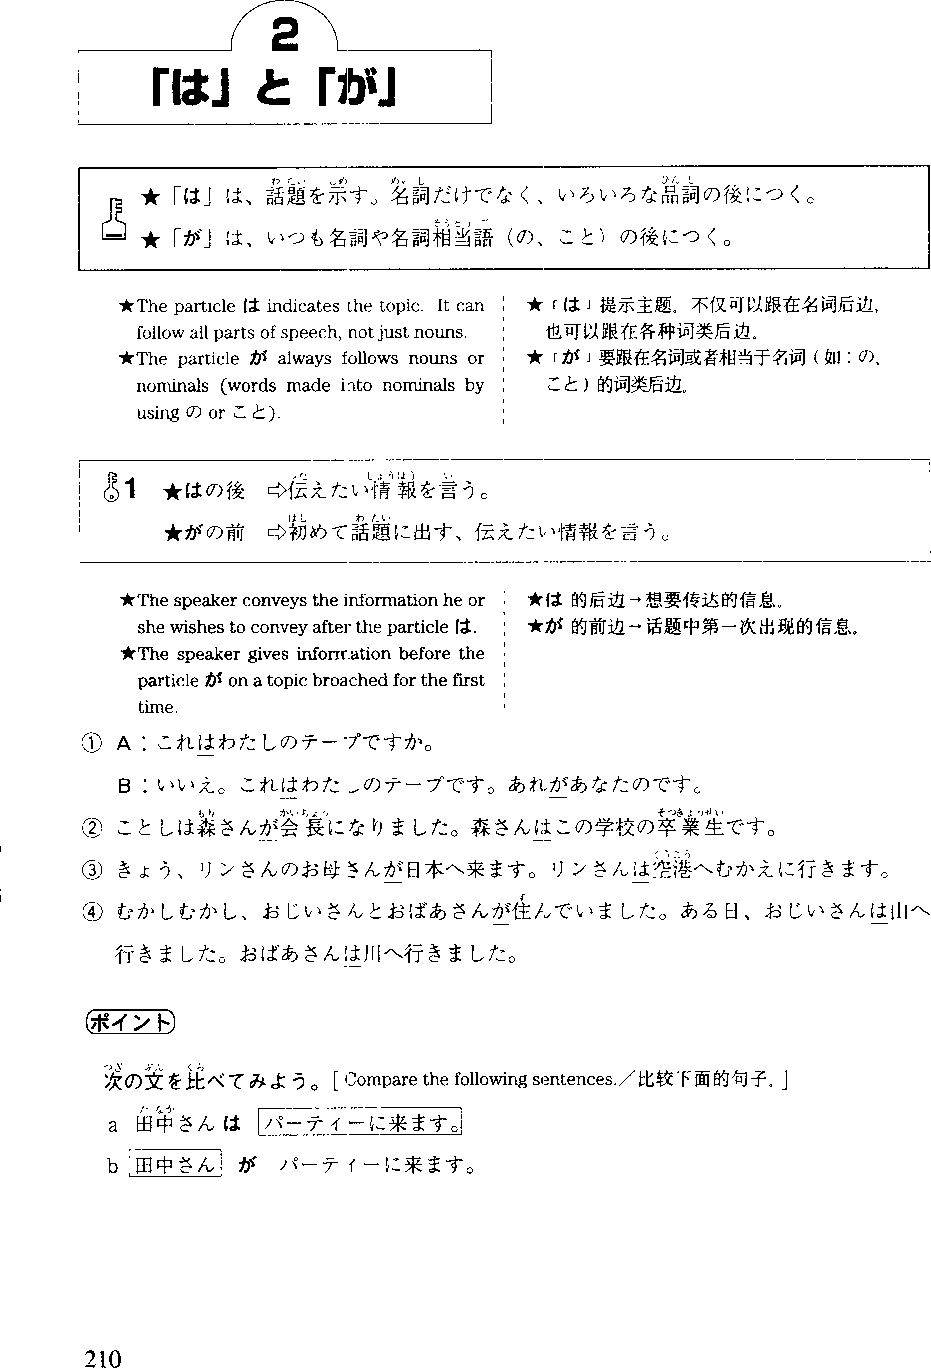 2
「は」と「が」
★「は」は、話題を示す。名詞だけでなく、いろいろな品詞の後につく。
★「が」は、いつも名詞や名詞相当語（の、こと）の後につく。
★The particle は indicates the topic. It can
follow all parts of speech, not just nouns.
★The particle が always follows nouns or
nominals (words made into nominals by
using の or こと).
★「は」提示主题。不仅可以跟在名词后边，
也可以跟在各种词类后边。
★「が」要跟在名词或者相当于名词（如：の、
こと）的词类后边。
1 ★はの後 ⇨伝えたい情報を言う。
★がの前 ⇨初めて話題に出す、伝えたい情報を言う。
★The speaker conveys the information he or
she wishes to convey after the particle は.
★The speaker gives information before the
particle が on a topic broached for the first
time.
★は 的后边→想要传达的信息。
★が 的前边→话题中第一次出现的信息。
① A：これはわたしのテープですか。
B：いいえ。これはわたしのテープです。あれがあなたのです。
② ことしは森さんが会長になりました。森さんはこの学校の卒業生です。
③ きょう、リンさんのお母さんが日本へ来ます。リンさんは空港へむかえに行きます。
④ むかしむかし、おじいさんとおばあさんが住んでいました。ある日、おじいさんは山へ
行きました。おばあさんは川へ行きました。
ポイント
次の文を比べてみよう。[Compare the following sentences.／比较下面的句子。]
a 田中さん は パーティーに来ます。
b 田中さん が パーティーに来ます。
210